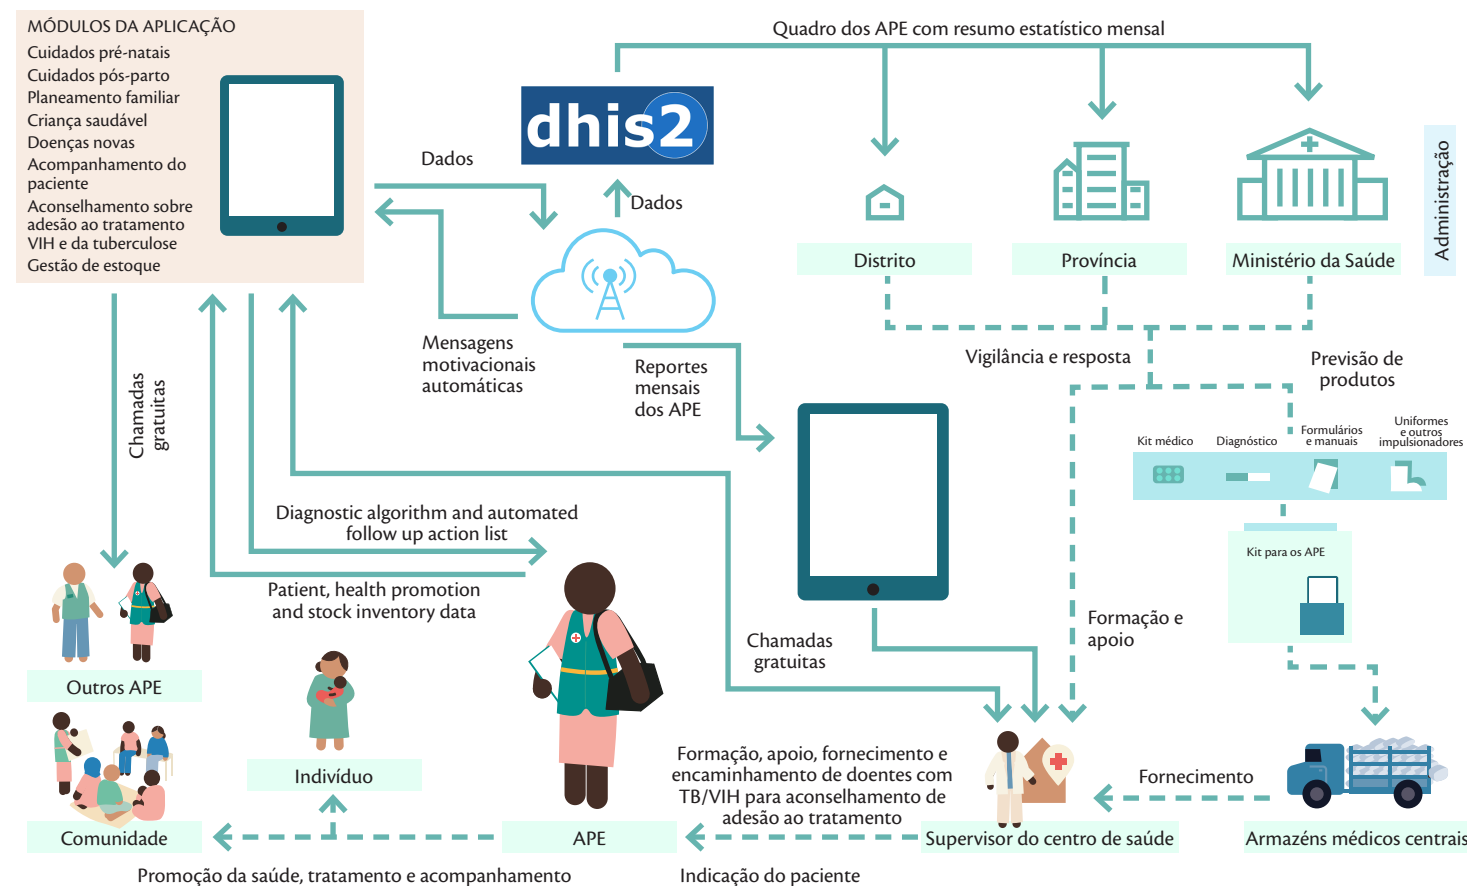 MÓDULOS DA APLICAÇÃO
Cuidados pré-natais
Cuidados pós-parto
Planeamento familiar
Criança saudável
Doenças novas
Acompanhamento do
paciente
Aconselhamento sobre
adesão ao tratamento
VIH e da tuberculose
Gestão de estoque
Quadro dos APE com resumo estatístico mensal
dhis2
Dados
Dados
Administração
Distrito
Província
Ministério da Saúde
Mensagens
motivacionais
automáticas
Reportes
mensais
dos APE
Vigilância e resposta
Previsão de
produtos
Chamadas
gratuitas
Kit médico
Diagnóstico
Formulários
e manuais
Uniformes
e outros
impulsionadores
Kit para os APE
Diagnostic algorithm and automated
follow up action list
Patient, health promotion
and stock inventory data
Chamadas
gratuitas
Formação e
apoio
Outros APE
Indivíduo
Comunidade
APE
Formação, apoio, fornecimento e
encaminhamento de doentes com
TB/VIH para aconselhamento de
adesão ao tratamento
Fornecimento
Supervisor do centro de saúde
Armazéns médicos centrais
Promoção da saúde, tratamento e acompanhamento
Indicação do paciente